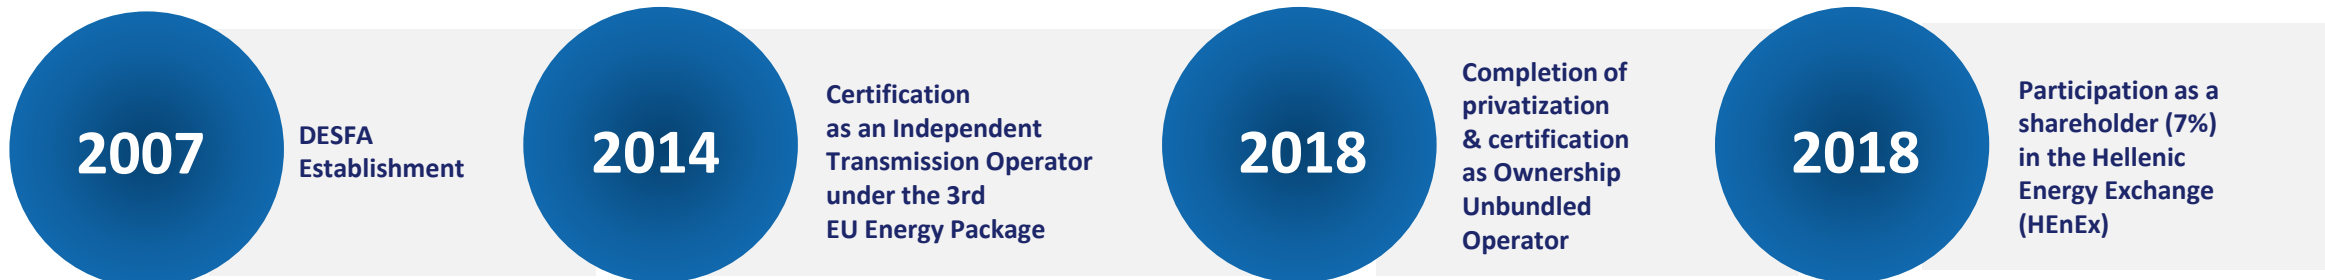 2007
DESFA
Establishment
2014
Certification
as an Independent
Transmission Operator
under the 3rd
EU Energy Package
2018
Completion of
privatization
& certification
as Ownership
Unbundled
Operator
2018
Participation as a
shareholder (7%)
in the Hellenic
Energy Exchange
(HEnEx)